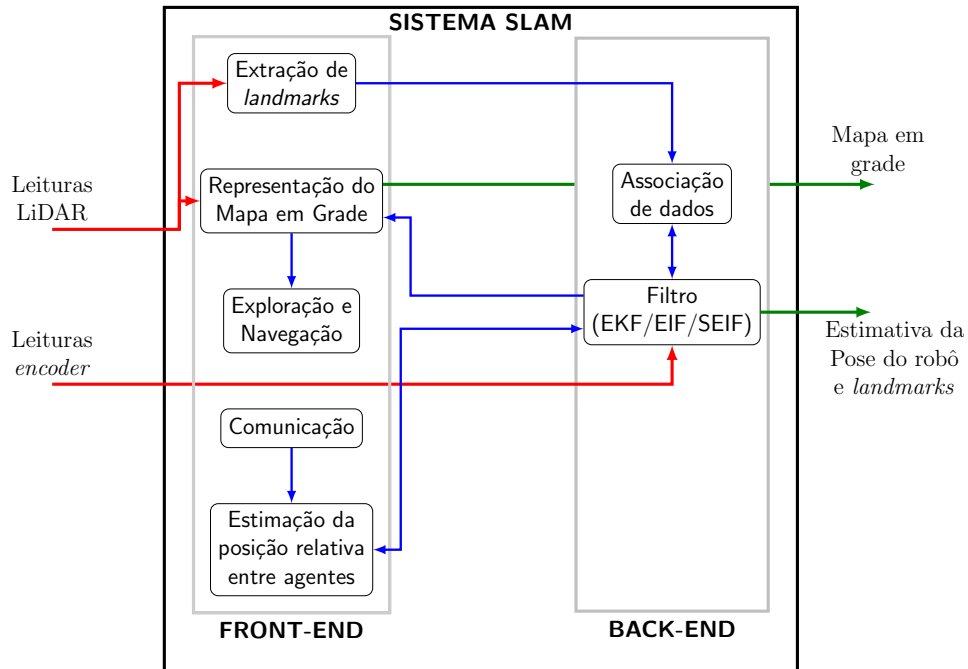 SISTEMA SLAM
Extração de
landmarks
Mapa em
grade
Leituras
LiDAR
Representação do
Mapa em Grade
Associação
de dados
Exploração e
Navegação
Filtro
(EKF/EIF/SEIF)
Leituras
encoder
Estimativa da
Pose do robô
e landmarks
Comunicação
Estimação da
posição relativa
entre agentes
FRONT-END
BACK-END